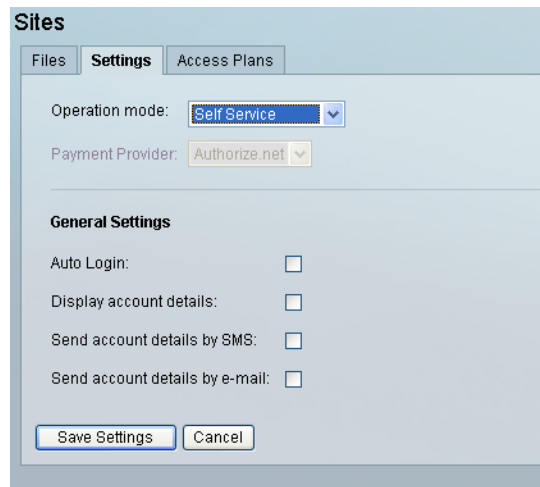 Sites
Files Settings Access Plans
Operation mode: Self Service
Payment Provider: Authorize.net
General Settings
Auto Login:
Display account details:
Send account details by SMS:
Send account details by e-mail:
Save Settings Cancel